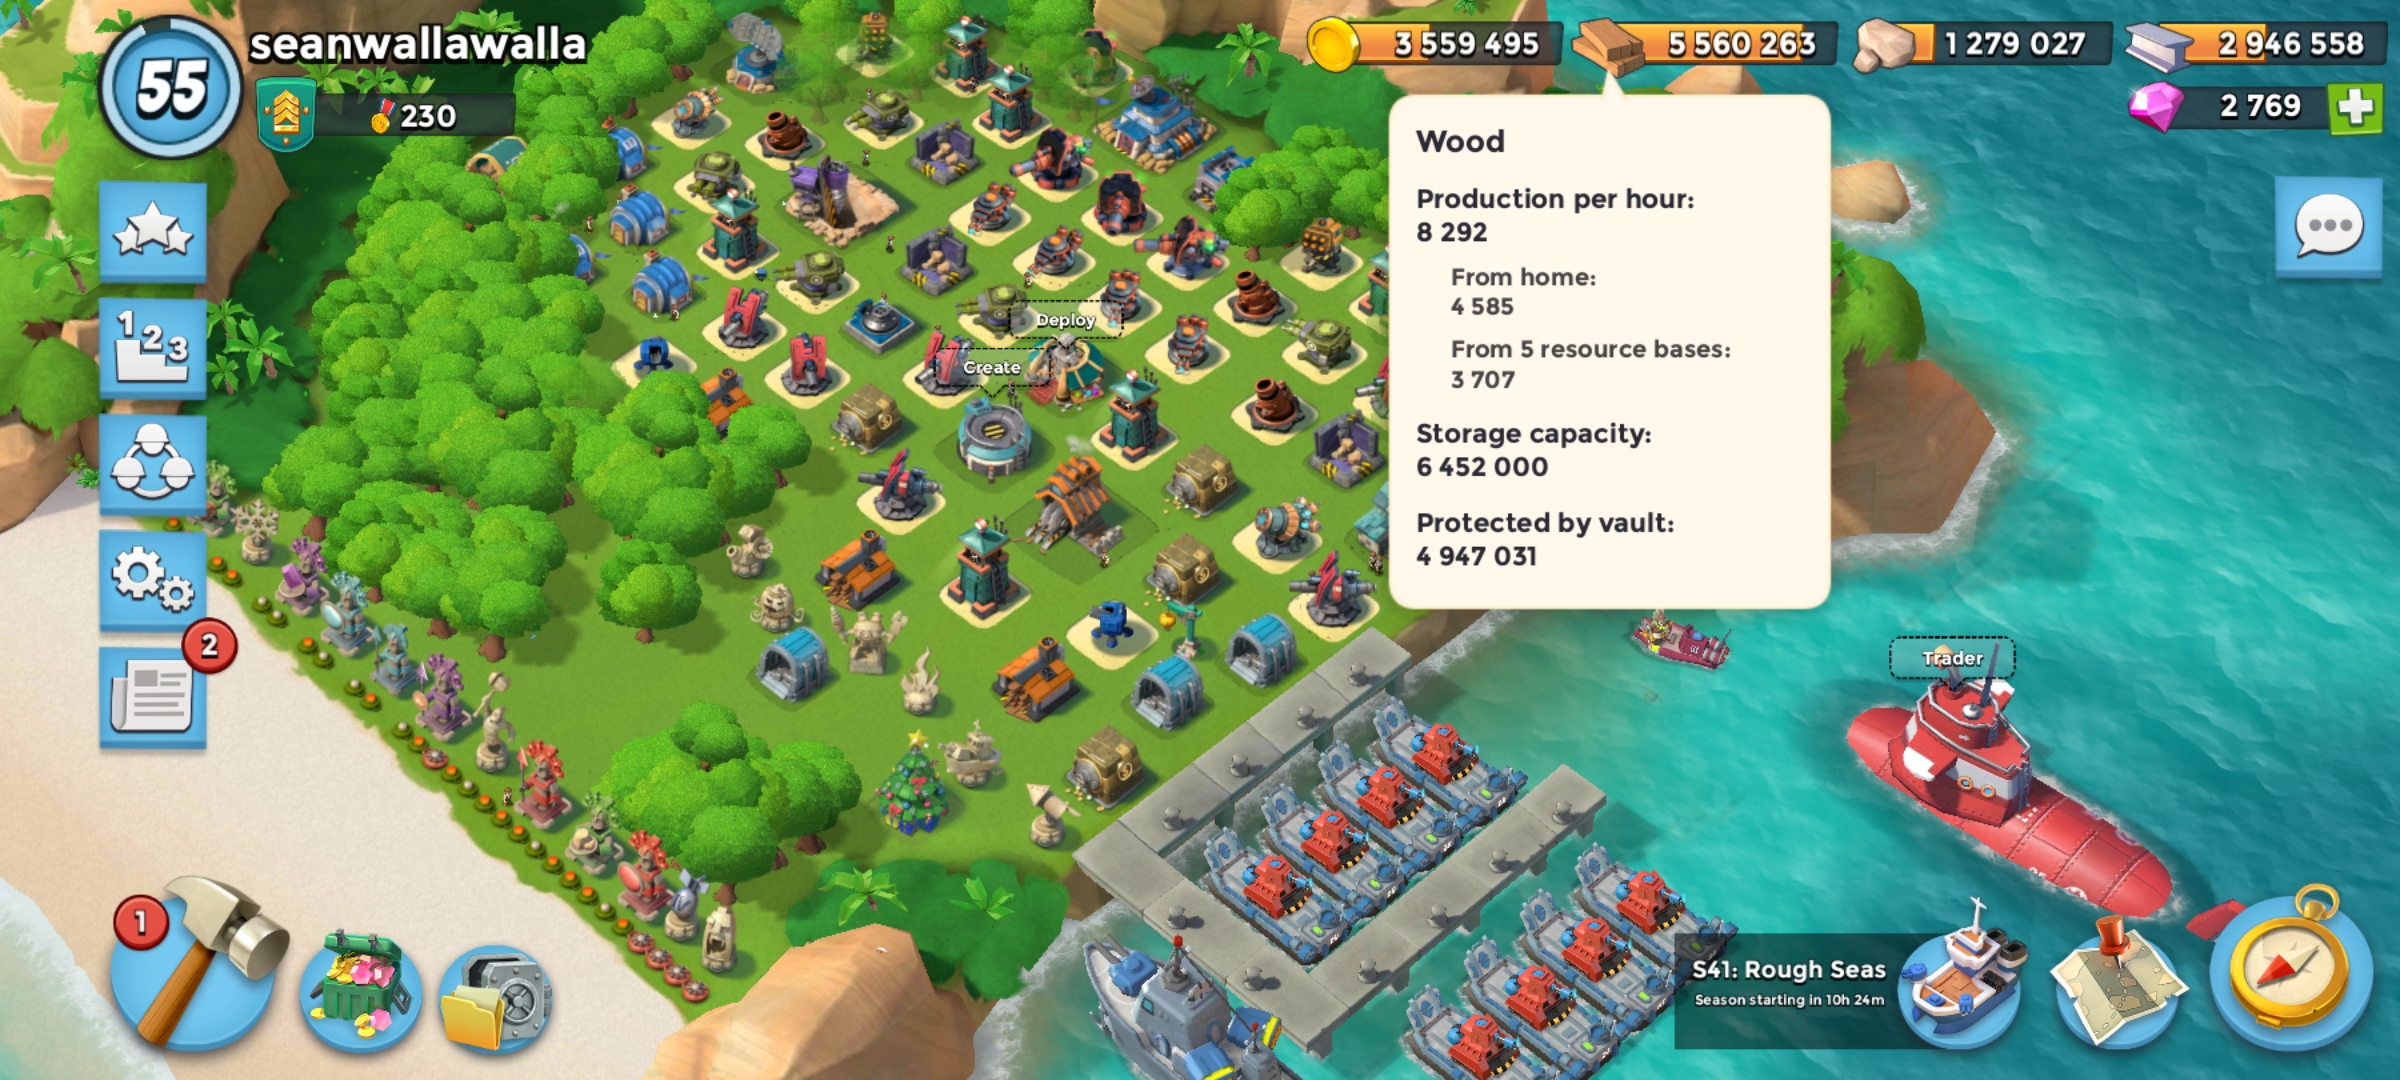 55
seanwallawalla
230
3 559 495
5 560 263
1 279 027
2 946 558
2 769
Wood
Production per hour:
8 292
From home:
4 585
From 5 resource bases:
3 707
Storage capacity:
6 452 000
Protected by vault:
4 947 031
Deploy
Create
Trader
1 2 3
2
1
S41: Rough Seas
Season starting in 10h 24m